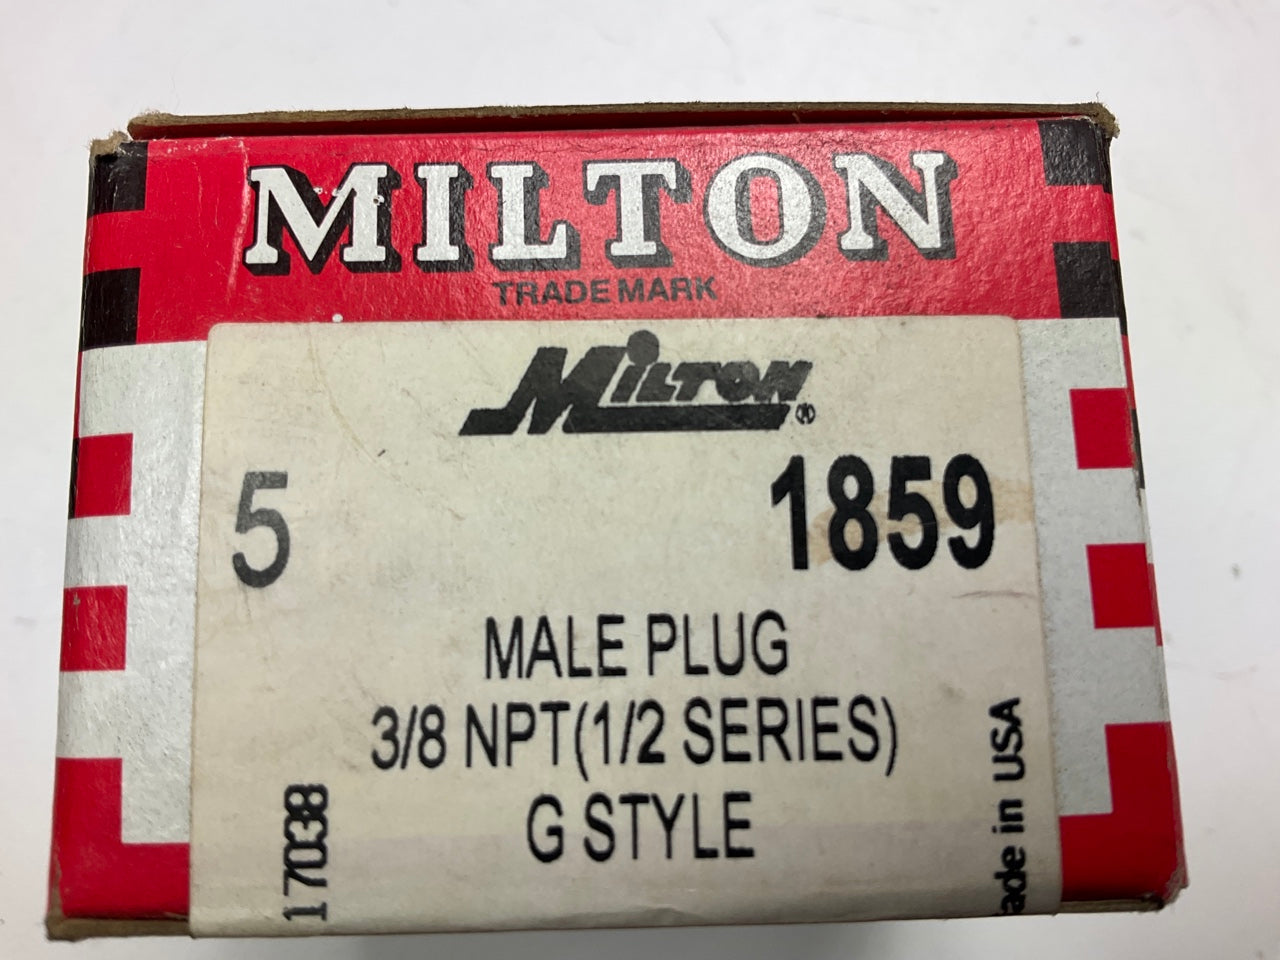 MILTON
TRADE MARK
MILTON®
5
1859
MALE PLUG
3/8 NPT(1/2 SERIES)
G STYLE
17038
ade in USA